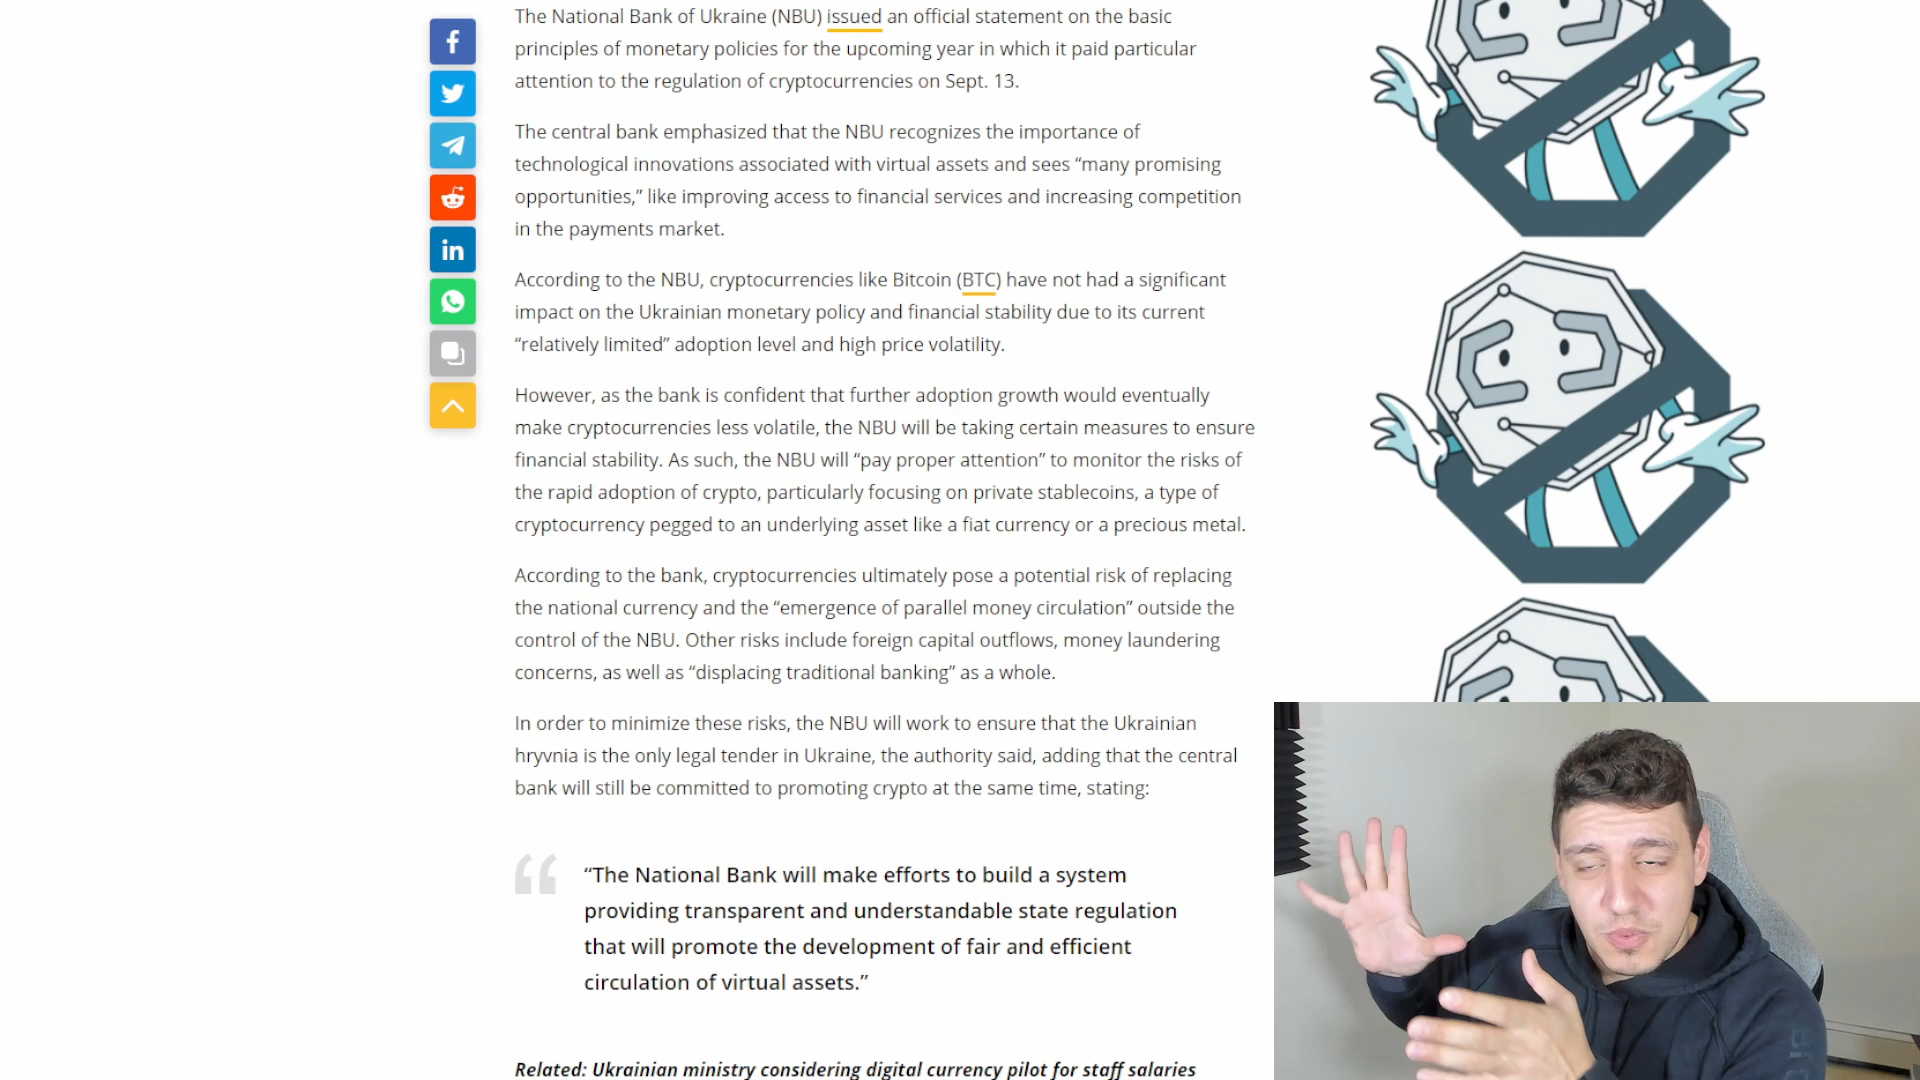 The National Bank of Ukraine (NBU) issued an official statement on the basic
principles of monetary policies for the upcoming year in which it paid particular
attention to the regulation of cryptocurrencies on Sept. 13.
The central bank emphasized that the NBU recognizes the importance of
technological innovations associated with virtual assets and sees “many promising
opportunities,” like improving access to financial services and increasing competition
in the payments market.
According to the NBU, cryptocurrencies like Bitcoin (BTC) have not had a significant
impact on the Ukrainian monetary policy and financial stability due to its current
“relatively limited” adoption level and high price volatility.
However, as the bank is confident that further adoption growth would eventually
make cryptocurrencies less volatile, the NBU will be taking certain measures to ensure
financial stability. As such, the NBU will “pay proper attention” to monitor the risks of
the rapid adoption of crypto, particularly focusing on private stablecoins, a type of
cryptocurrency pegged to an underlying asset like a fiat currency or a precious metal.
According to the bank, cryptocurrencies ultimately pose a potential risk of replacing
the national currency and the “emergence of parallel money circulation” outside the
control of the NBU. Other risks include foreign capital outflows, money laundering
concerns, as well as “displacing traditional banking” as a whole.
In order to minimize these risks, the NBU will work to ensure that the Ukrainian
hryvnia is the only legal tender in Ukraine, the authority said, adding that the central
bank will still be committed to promoting crypto at the same time, stating:
“The National Bank will make efforts to build a system
providing transparent and understandable state regulation
that will promote the development of fair and efficient
circulation of virtual assets.”
Related: Ukrainian ministry considering digital currency pilot for staff salaries